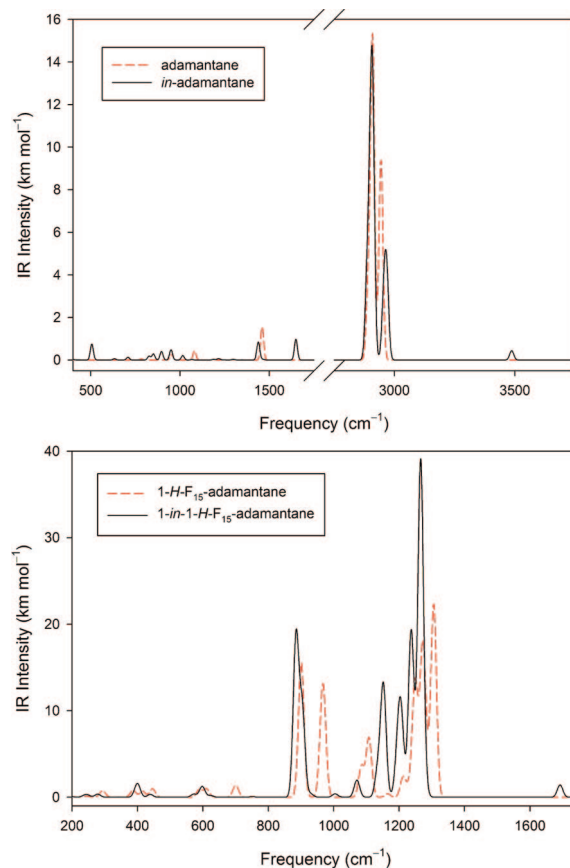 16
14
12
10
8
6
4
2
0
IR Intensity (km mol⁻¹)
adamantane
in-adamantane
500 1000 1500 3000 3500
Frequency (cm⁻¹)
40
30
20
10
0
IR Intensity (km mol⁻¹)
1-H-F₁₅-adamantane
1-in-1-H-F₁₅-adamantane
200 400 600 800 1000 1200 1400 1600
Frequency (cm⁻¹)